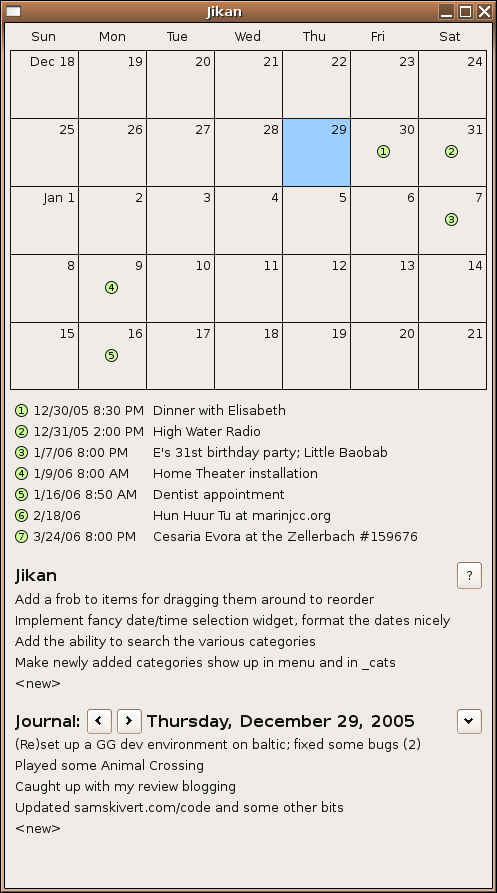 Jikan
Sun Mon Tue Wed Thu Fri Sat
Dec 18 19 20 21 22 23 24
25 26 27 28 29 30 31
1 2
Jan 1 2 3 4 5 6 7
3
8 9 10 11 12 13 14
4
15 16 17 18 19 20 21
5
1 12/30/05 8:30 PM Dinner with Elisabeth
2 12/31/05 2:00 PM High Water Radio
3 1/7/06 8:00 PM E's 31st birthday party; Little Baobab
4 1/9/06 8:00 AM Home Theater installation
5 1/16/06 8:50 AM Dentist appointment
6 2/18/06 Hun Huur Tu at marinjcc.org
7 3/24/06 8:00 PM Cesaria Evora at the Zellerbach #159676
Jikan ?
Add a frob to items for dragging them around to reorder
Implement fancy date/time selection widget, format the dates nicely
Add the ability to search the various categories
Make newly added categories show up in menu and in _cats
<new>
Journal: < > Thursday, December 29, 2005
(Re)set up a GG dev environment on baltic; fixed some bugs (2)
Played some Animal Crossing
Caught up with my review blogging
Updated samskivert.com/code and some other bits
<new>